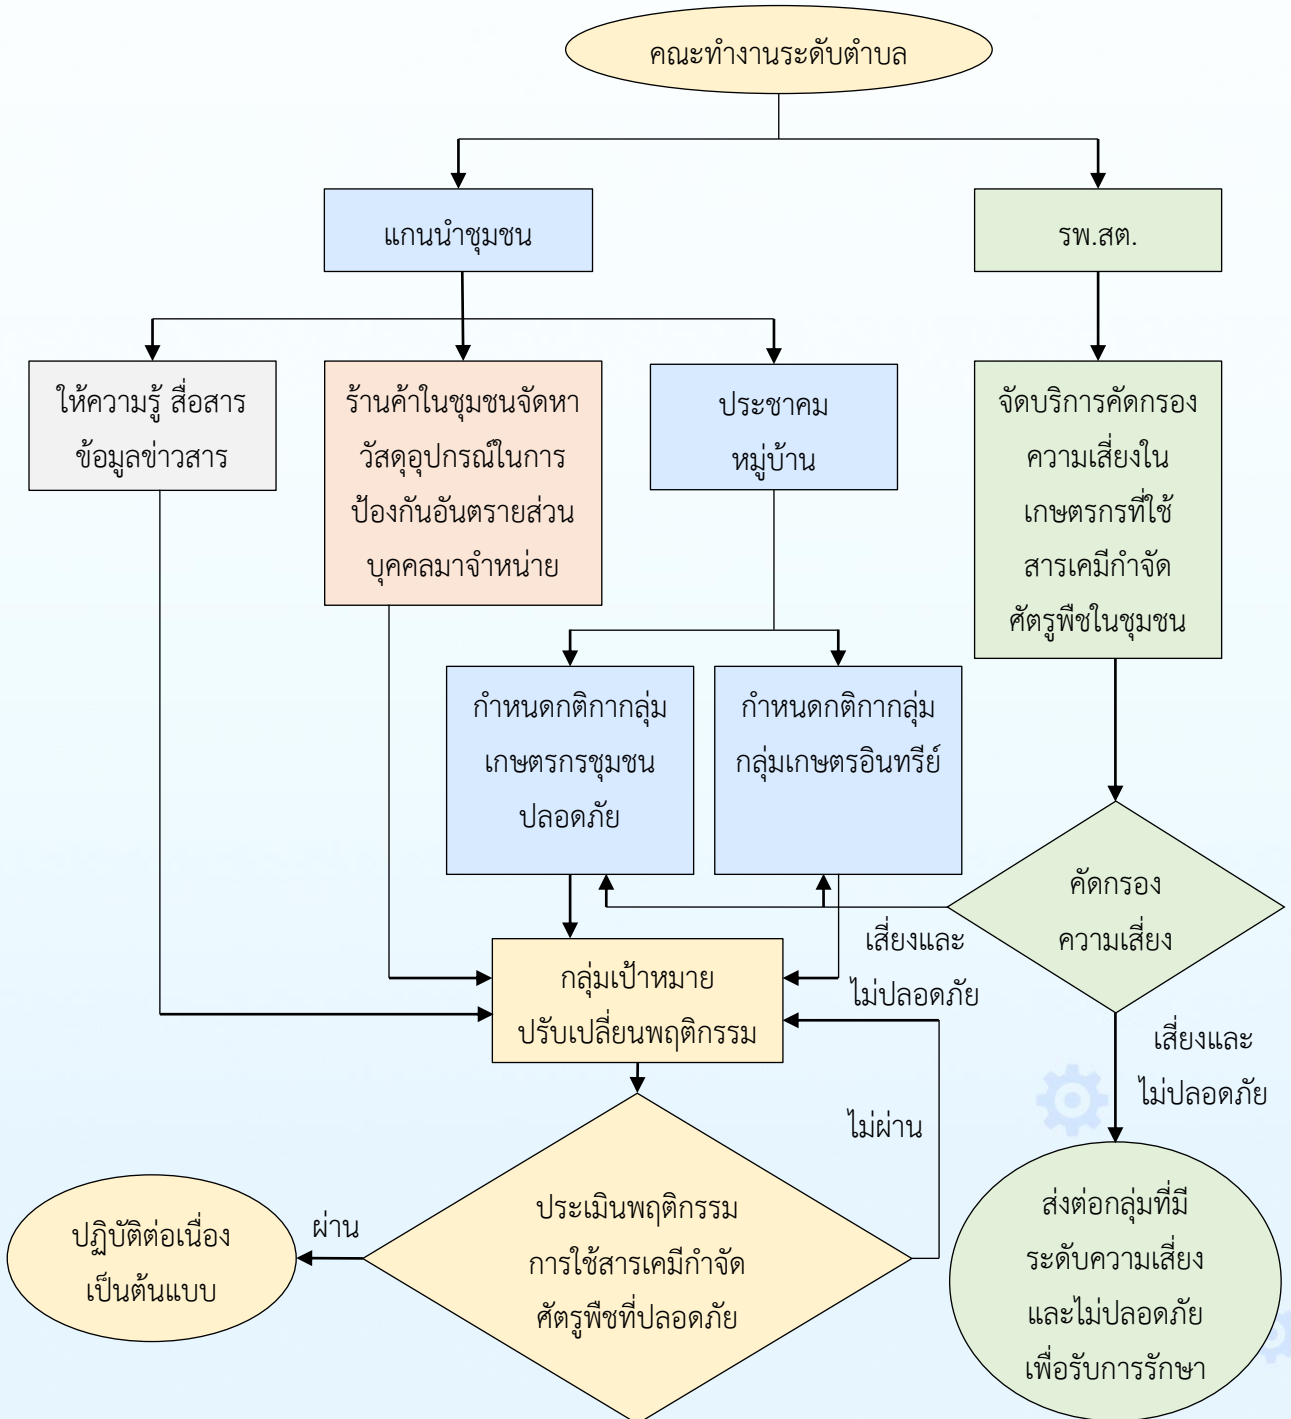 คณะทำงานระดับตำบล
แกนนำชุมชน
รพ.สต.
ให้ความรู้ สื่อสาร
ข้อมูลข่าวสาร
ร้านค้าในชุมชนจัดหา
วัสดุอุปกรณ์ในการ
ป้องกันอันตรายส่วน
บุคคลมาจำหน่าย
ประชาคม
หมู่บ้าน
จัดบริการคัดกรอง
ความเสี่ยงใน
เกษตรกรที่ใช้
สารเคมีกำจัด
ศัตรูพืชในชุมชน
กำหนดกติกากลุ่ม
เกษตรกรชุมชน
ปลอดภัย
กำหนดกติกากลุ่ม
กลุ่มเกษตรอินทรีย์
คัดกรอง
ความเสี่ยง
เสี่ยงและ
ไม่ปลอดภัย
กลุ่มเป้าหมาย
ปรับเปลี่ยนพฤติกรรม
เสี่ยงและ
ไม่ปลอดภัย
ไม่ผ่าน
ประเมินพฤติกรรม
การใช้สารเคมีกำจัด
ศัตรูพืชที่ปลอดภัย
ผ่าน
ปฏิบัติต่อเนื่อง
เป็นต้นแบบ
ส่งต่อกลุ่มที่มี
ระดับความเสี่ยง
และไม่ปลอดภัย
เพื่อรับการรักษา